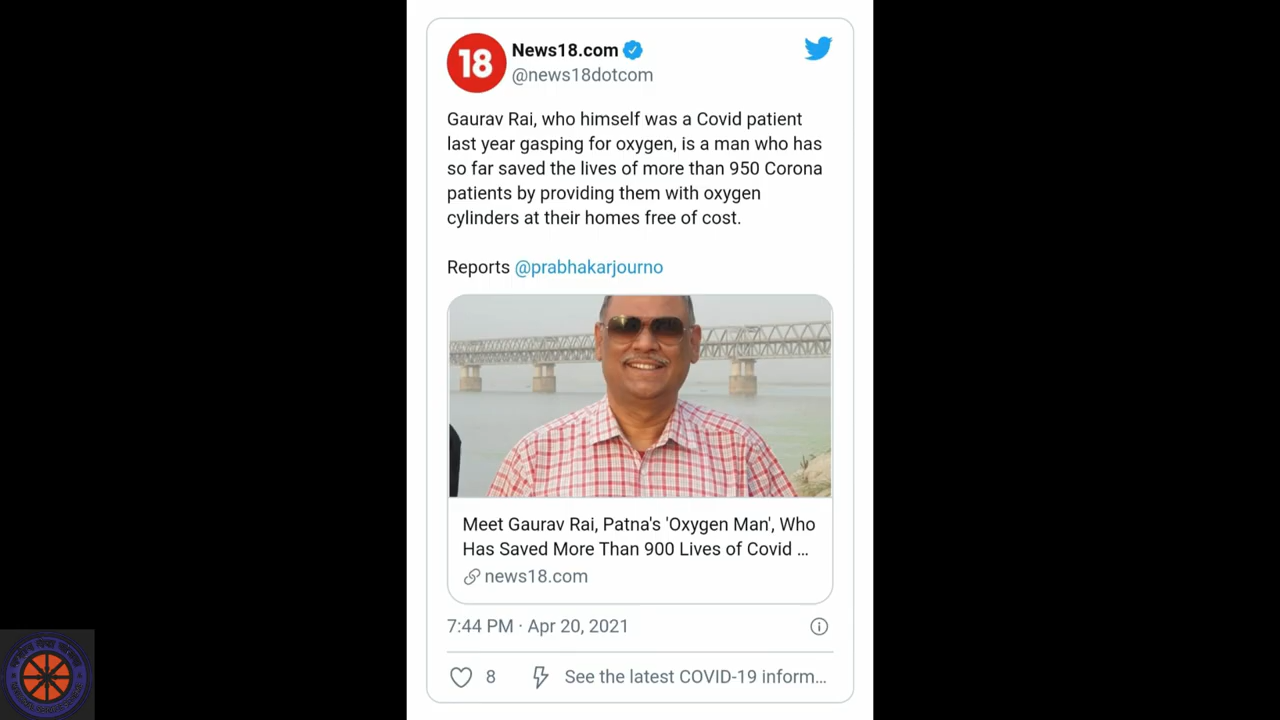 18
News18.com
@news18dotcom
Gaurav Rai, who himself was a Covid patient
last year gasping for oxygen, is a man who has
so far saved the lives of more than 950 Corona
patients by providing them with oxygen
cylinders at their homes free of cost.
Reports @prabhakarjourno
Meet Gaurav Rai, Patna's 'Oxygen Man', Who
Has Saved More Than 900 Lives of Covid ...
news18.com
7:44 PM · Apr 20, 2021
8
See the latest COVID-19 inform...